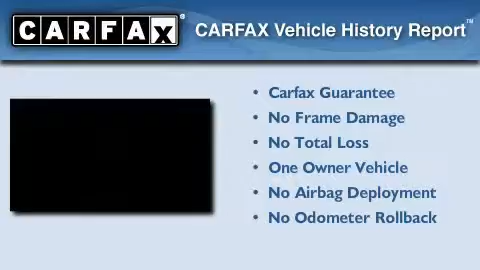 CARFAX® CARFAX Vehicle History Report™
• Carfax Guarantee
• No Frame Damage
• No Total Loss
• One Owner Vehicle
• No Airbag Deployment
• No Odometer Rollback